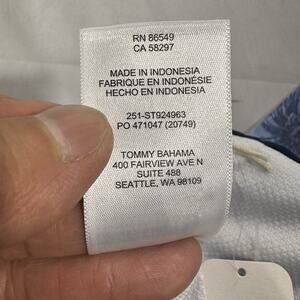 RN 86549
CA 58297
MADE IN INDONESIA
FABRIQUE EN INDONÉSIE
HECHO EN INDONESIA
251-ST924963
PO 471047 (20749)
TOMMY BAHAMA
400 FAIRVIEW AVE N
SUITE 488
SEATTLE, WA 98109